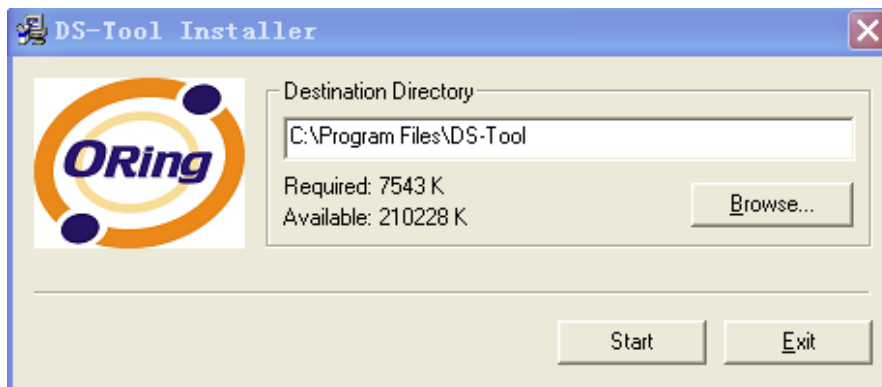 DS-Tool Installer
ORing
Destination Directory
C:\Program Files\DS-Tool
Required: 7543 K
Available: 210228 K
Browse...
Start
Exit